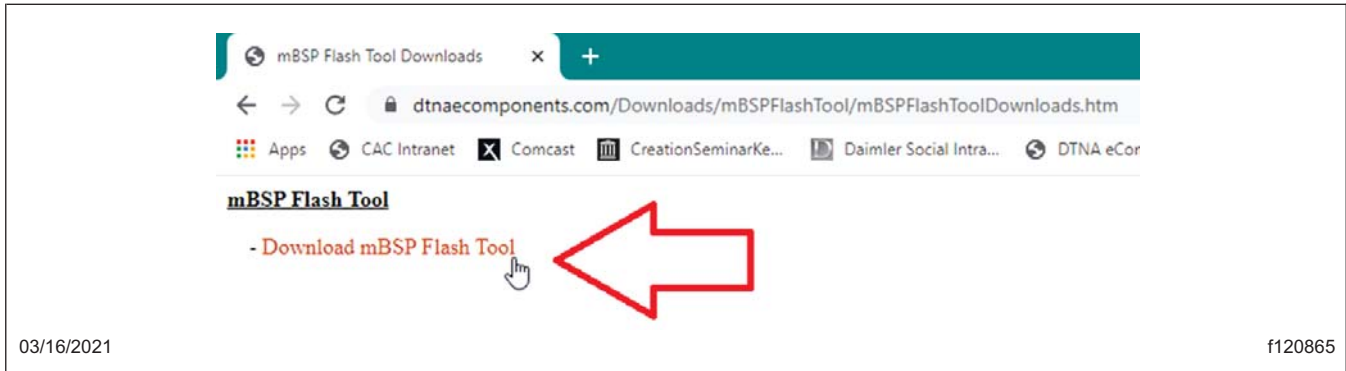 mBSP Flash Tool Downloads
dtnaecomponents.com/Downloads/mBSPFlashTool/mBSPFlashToolDownloads.htm
Apps CAC Intranet Comcast CreationSeminarKe... Daimler Social Intra... DTNA eCor
mBSP Flash Tool
- Download mBSP Flash Tool
03/16/2021 f120865